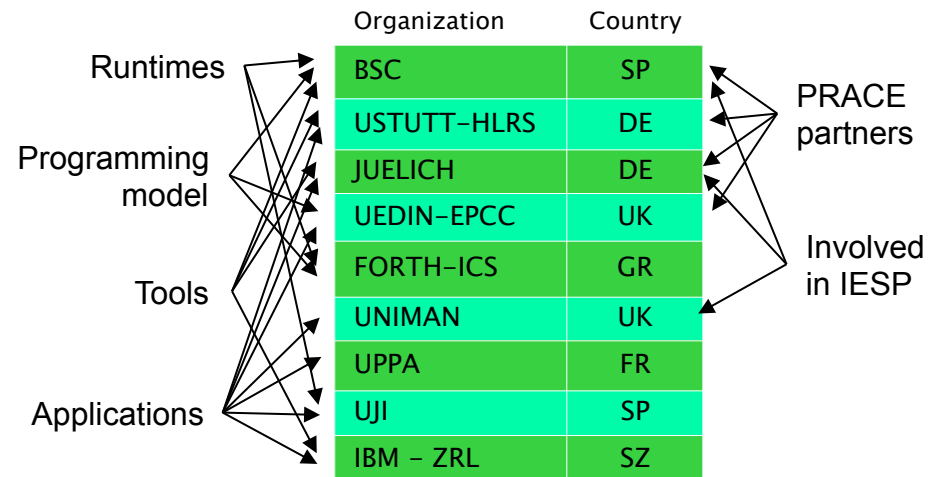 Organization Country
Runtimes
BSC SP
PRACE
partners
USTUTT-HLRS DE
Programming
model
JUELICH DE
UEDIN-EPCC UK
Involved
in IESP
FORTH-ICS GR
Tools
UNIMAN UK
UPPA FR
Applications
UJI SP
IBM - ZRL SZ